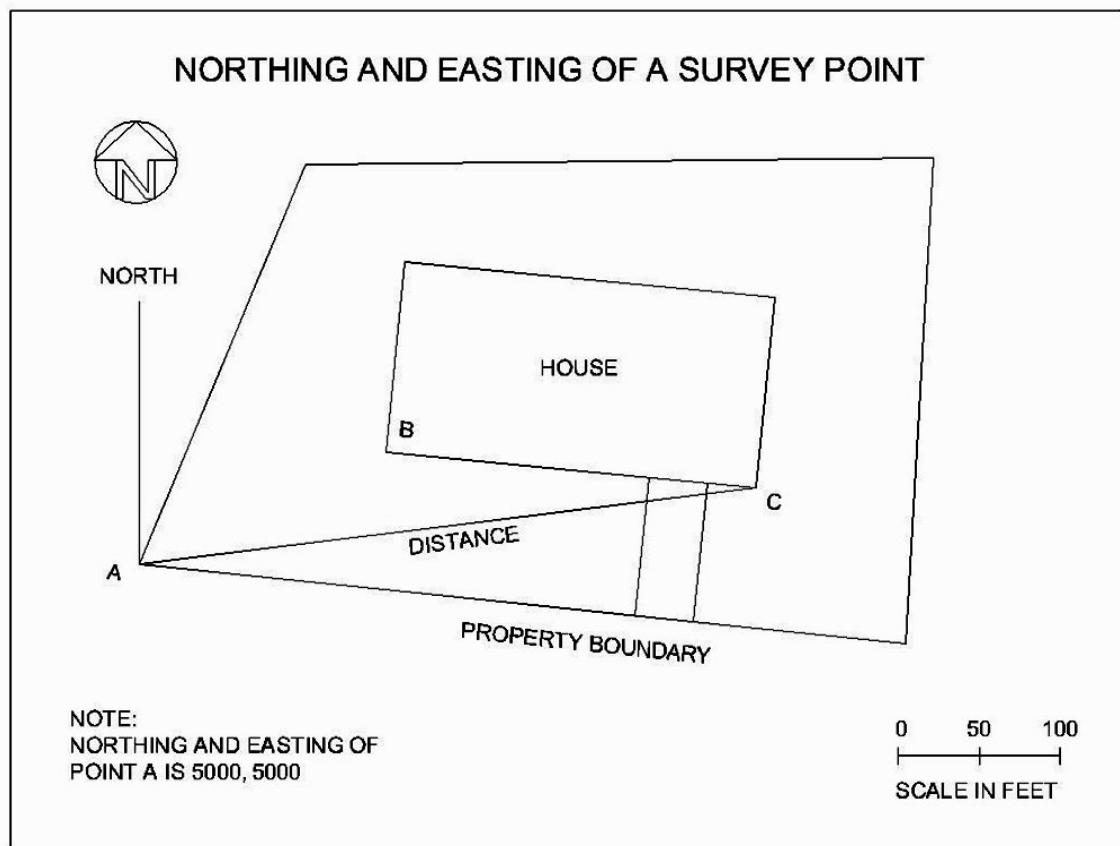 NORTHING AND EASTING OF A SURVEY POINT
N
NORTH
HOUSE
B
C
DISTANCE
A
PROPERTY BOUNDARY
NOTE:
NORTHING AND EASTING OF
POINT A IS 5000, 5000
0 50 100
SCALE IN FEET